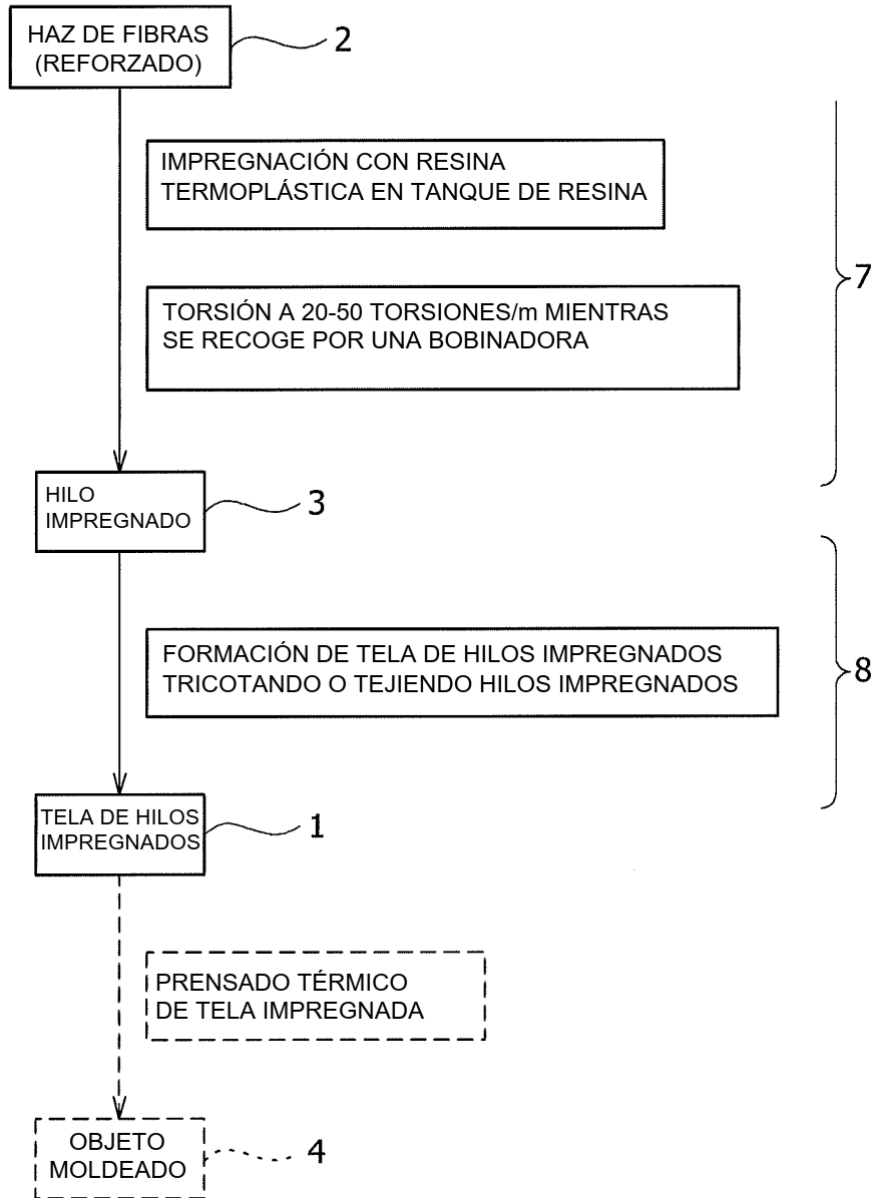 HAZ DE FIBRAS
(REFORZADO)
2
IMPREGNACIÓN CON RESINA
TERMOPLÁSTICA EN TANQUE DE RESINA
7
TORSIÓN A 20-50 TORSIONES/m MIENTRAS
SE RECOGE POR UNA BOBINADORA
HILO
IMPREGNADO
3
FORMACIÓN DE TELA DE HILOS IMPREGNADOS
TRICOTANDO O TEJIENDO HILOS IMPREGNADOS
8
TELA DE HILOS
IMPREGNADOS
1
PRENSADO TÉRMICO
DE TELA IMPREGNADA
OBJETO
MOLDEADO
4